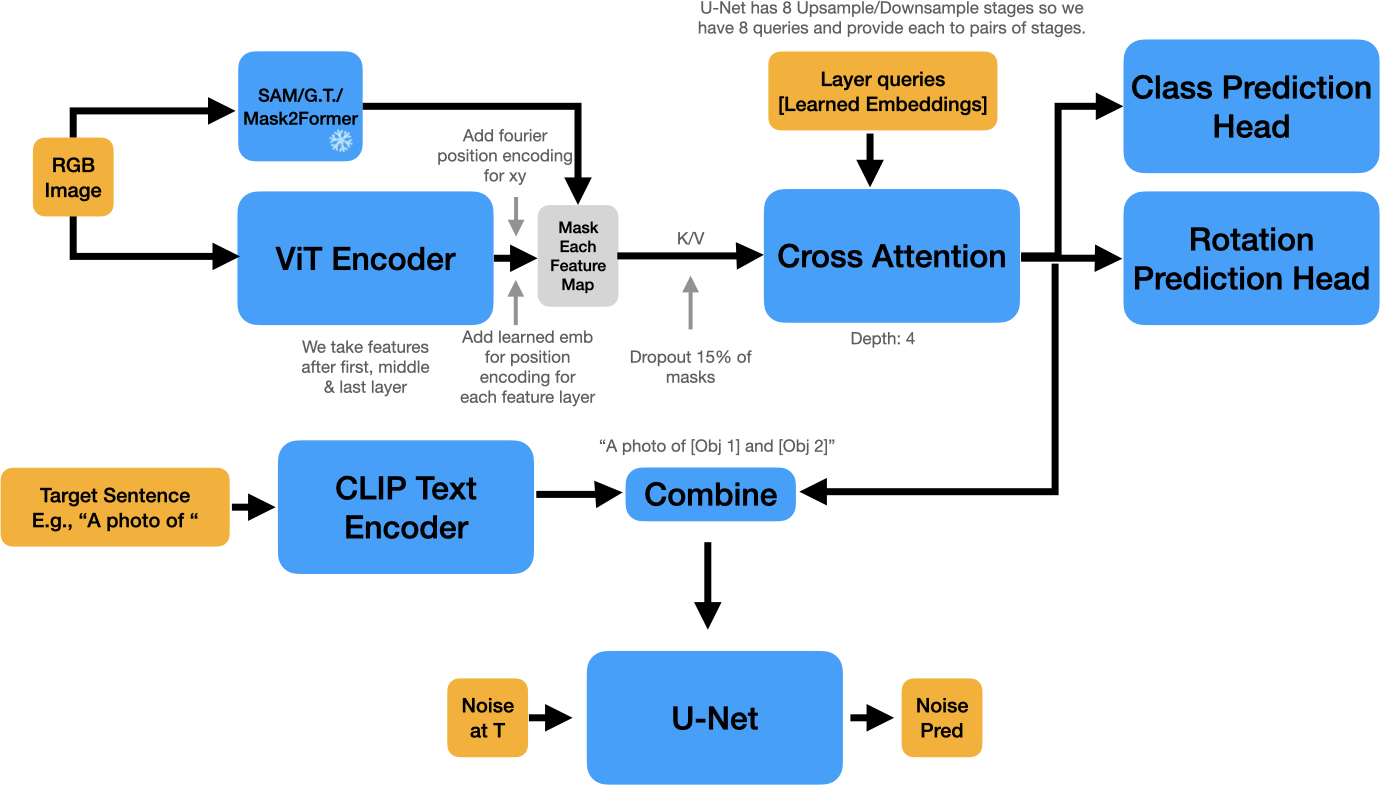 U-Net has 8 Upsample/Downsample stages so we
have 8 queries and provide each to pairs of stages.
SAM/G.T./
Mask2Former
Layer queries
[Learned Embeddings]
Class Prediction
Head
RGB
Image
Add fourier
position encoding
for xy
ViT Encoder
Mask
Each
Feature
Map
K/V
Cross Attention
Rotation
Prediction Head
We take features
after first, middle
& last layer
Add learned emb
for position
encoding for
each feature layer
Dropout 15% of
masks
Depth: 4
Target Sentence
E.g., “A photo of “
CLIP Text
Encoder
“A photo of [Obj 1] and [Obj 2]”
Combine
Noise
at T
U-Net
Noise
Pred